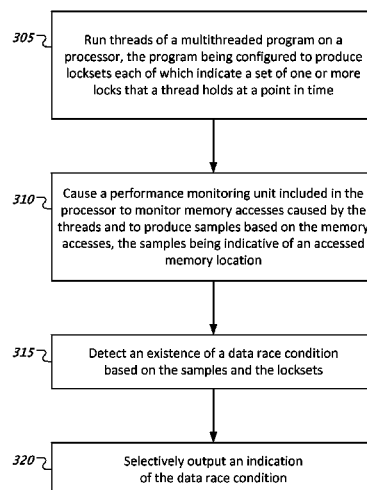 305
Run threads of a multithreaded program on a
processor, the program being configured to produce
locksets each of which indicate a set of one or more
locks that a thread holds at a point in time
310
Cause a performance monitoring unit included in the
processor to monitor memory accesses caused by the
threads and to produce samples based on the memory
accesses, the samples being indicative of an accessed
memory location
315
Detect an existence of a data race condition
based on the samples and the locksets
320
Selectively output an indication
of the data race condition